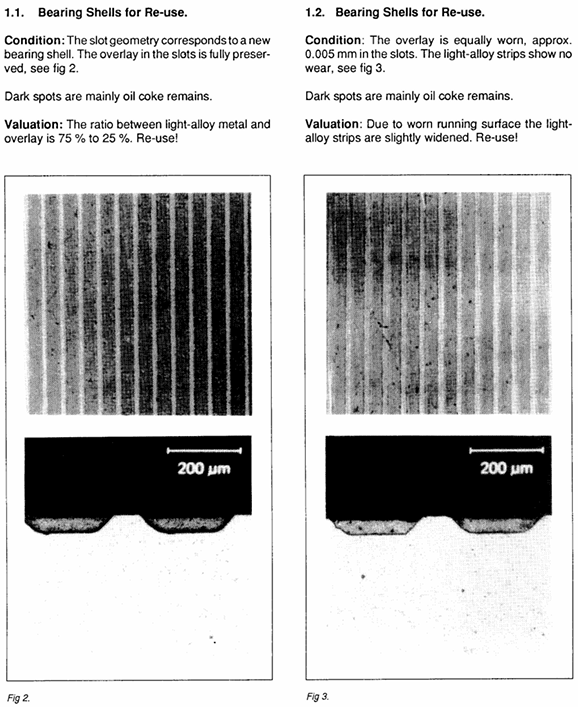 1.1. Bearing Shells for Re-use.
Condition: The slot geometry corresponds to a new
bearing shell. The overlay in the slots is fully preser-
ved, see fig 2.
Dark spots are mainly oil coke remains.
Valuation: The ratio between light-alloy metal and
overlay is 75 % to 25 %. Re-use!
200 µm
Fig 2.
1.2. Bearing Shells for Re-use.
Condition: The overlay is equally worn, approx.
0.005 mm in the slots. The light-alloy strips show no
wear, see fig 3.
Dark spots are mainly oil coke remains.
Valuation: Due to worn running surface the light-
alloy strips are slightly widened. Re-use!
200 µm
Fig 3.